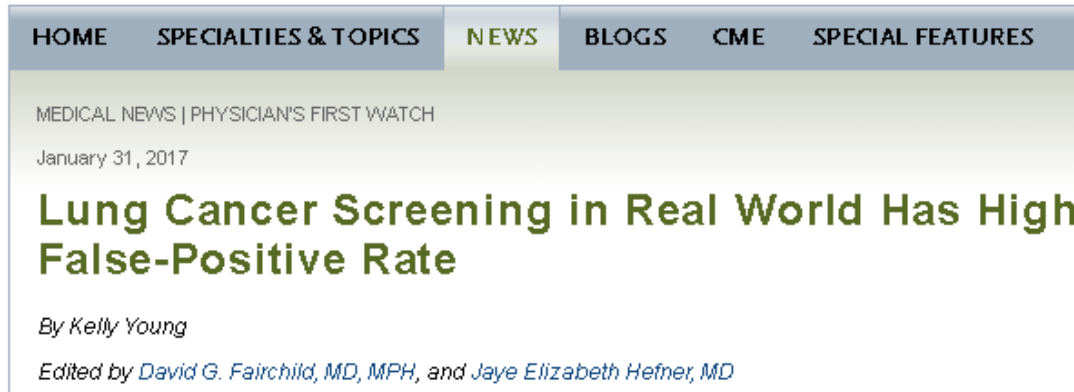 HOME SPECIALTIES & TOPICS NEWS BLOGS CME SPECIAL FEATURES
MEDICAL NEWS | PHYSICIAN'S FIRST WATCH
January 31, 2017
Lung Cancer Screening in Real World Has High
False-Positive Rate
By Kelly Young
Edited by David G. Fairchild, MD, MPH, and Jaye Elizabeth Hefner, MD